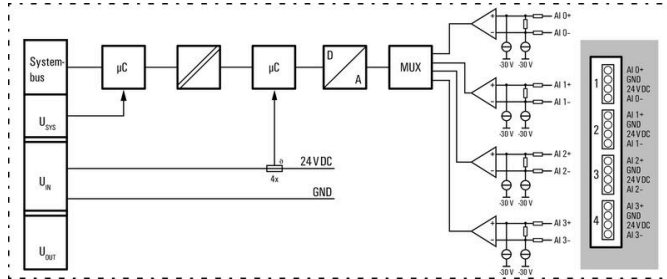 System-
bus
µC
µC
D
A
MUX
U SYS
U IN
24 V DC
4x
GND
U OUT
+
–
AI 0+
AI 0–
-30 V -30 V
+
–
AI 1+
AI 1–
-30 V -30 V
+
–
AI 2+
AI 2–
-30 V -30 V
+
–
AI 3+
AI 3–
-30 V -30 V
1
AI 0+
GND
24 V DC
AI 0–
2
AI 1+
GND
24 V DC
AI 1–
3
AI 2+
GND
24 V DC
AI 2–
4
AI 3+
GND
24 V DC
AI 3–